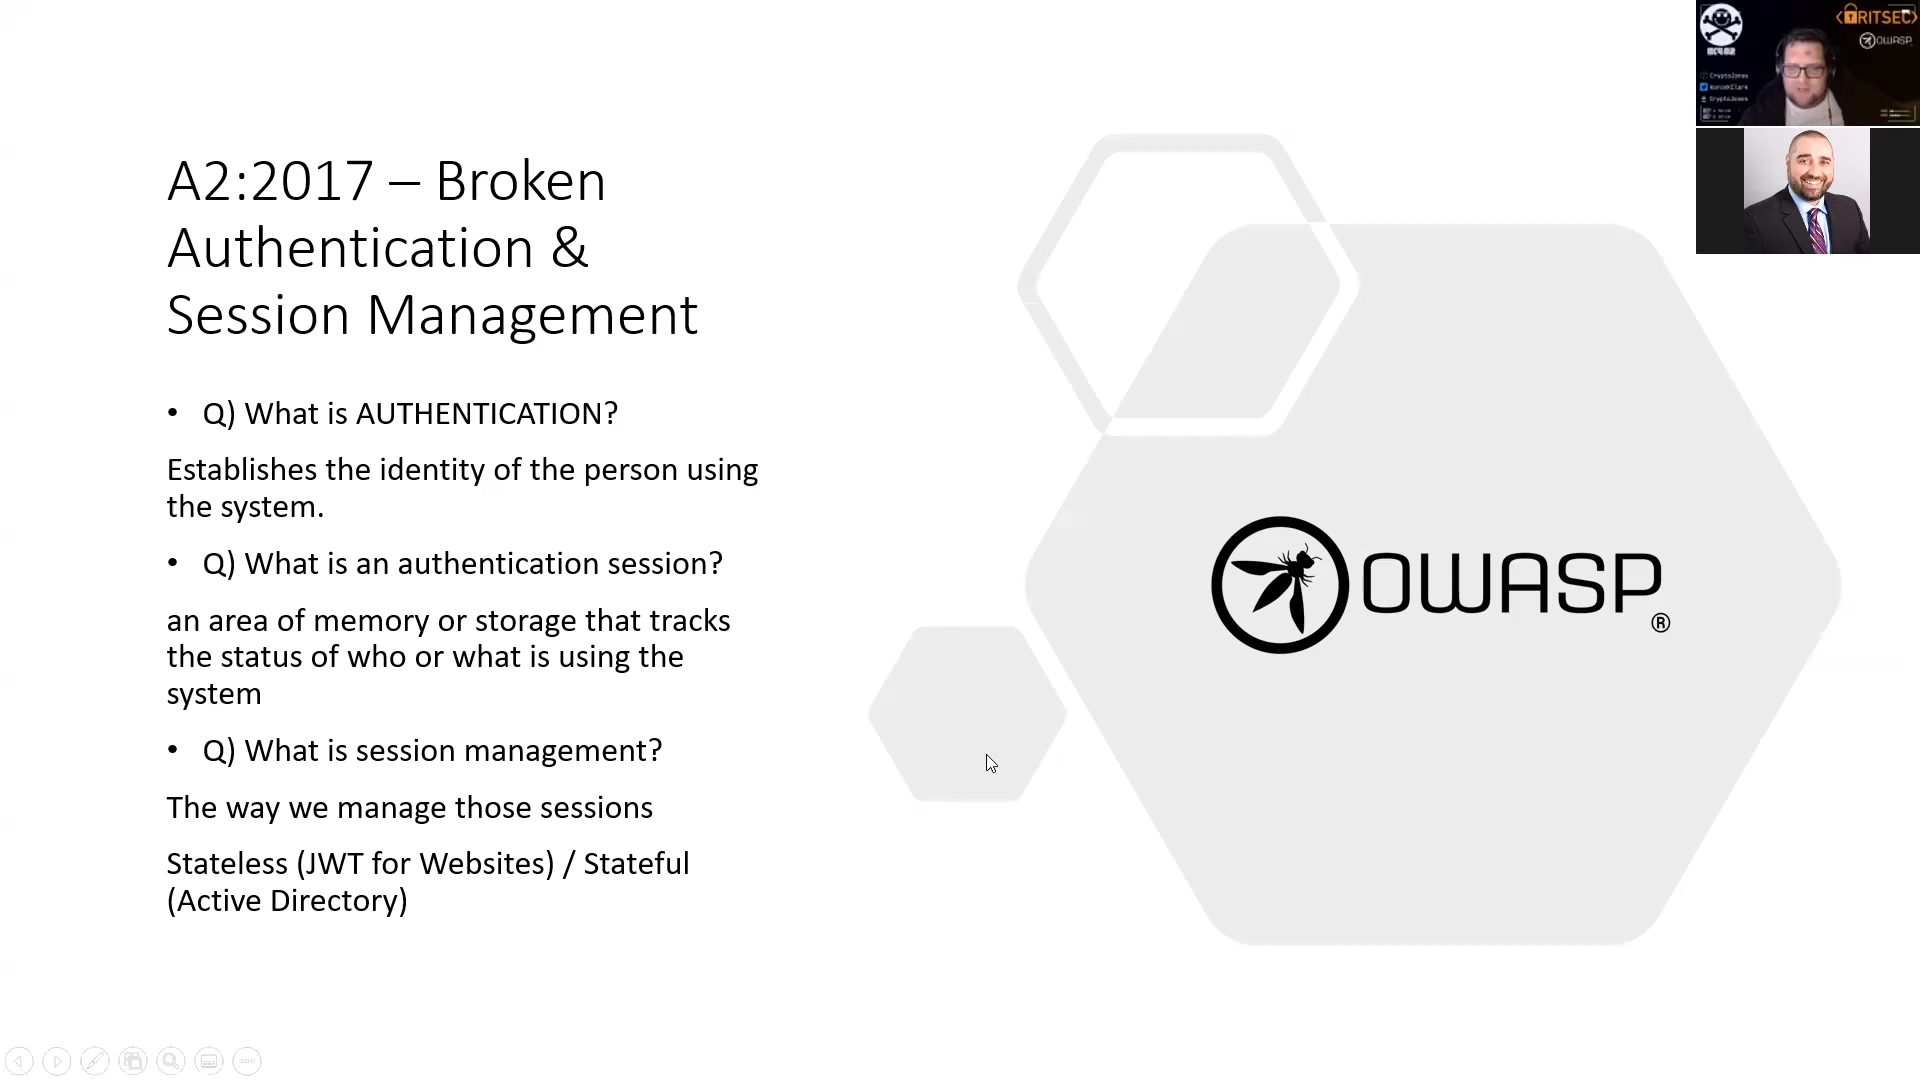 A2:2017 – Broken
Authentication &
Session Management
• Q) What is AUTHENTICATION?
Establishes the identity of the person using
the system.
• Q) What is an authentication session?
an area of memory or storage that tracks
the status of who or what is using the
system
• Q) What is session management?
The way we manage those sessions
Stateless (JWT for Websites) / Stateful
(Active Directory)
OWASP®
RITSEC
OWASP
CryptoJones
CryptoJones